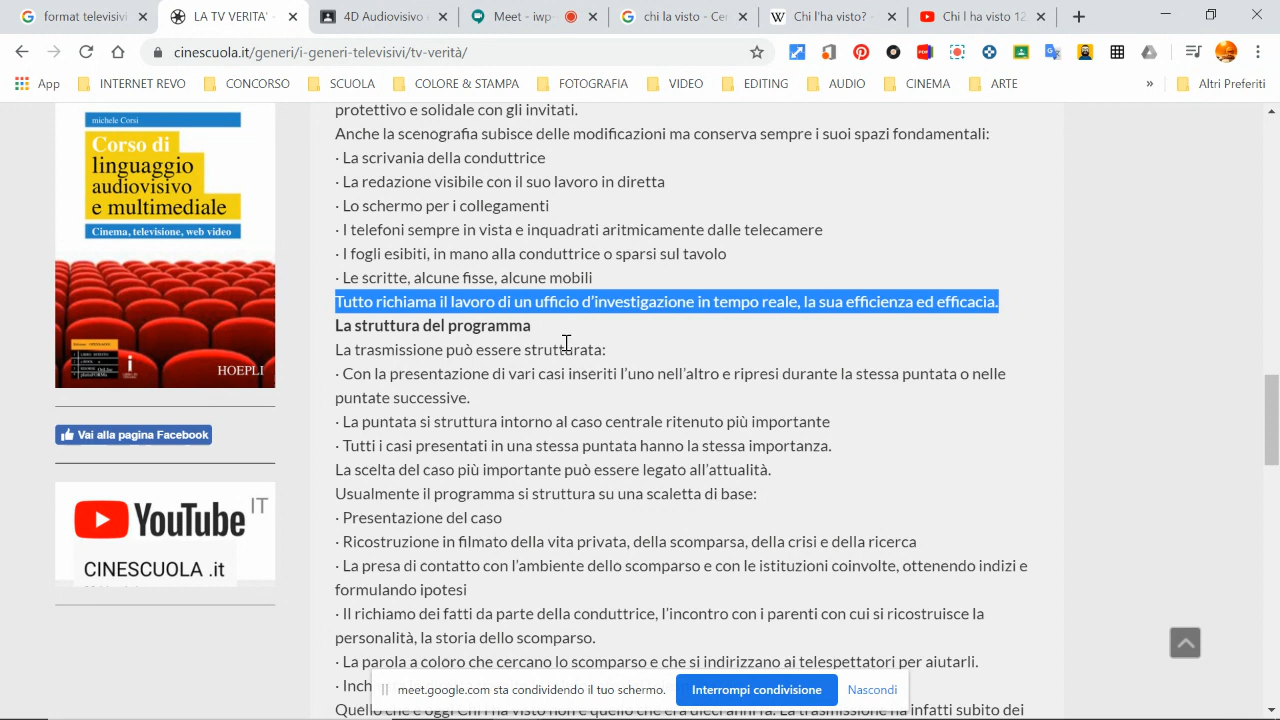 format televisivi
LA TV VERITA'
4D Audiovisivo
Meet - iwp
chi la visto - Cer
Chi l'ha visto? -
Chi l ha visto 12
cinescuola.it/generi/i-generi-televisivi/tv-verità/
App
INTERNET REVO
CONCORSO
SCUOLA
COLORE & STAMPA
FOTOGRAFIA
VIDEO
EDITING
AUDIO
CINEMA
ARTE
»
Altri Preferiti
michele Corsi
Corso di
linguaggio
audiovisivo
e multimediale
Cinema, televisione, web video
HOEPLI
Vai alla pagina Facebook
YouTube IT
CINESCUOLA .it
protettivo e solidale con gli invitati.
Anche la scenografia subisce delle modificazioni ma conserva sempre i suoi spazi fondamentali:
· La scrivania della conduttrice
· La redazione visibile con il suo lavoro in diretta
· Lo schermo per i collegamenti
· I telefoni sempre in vista e inquadrati aritmicamente dalle telecamere
· I fogli esibiti, in mano alla conduttrice o sparsi sul tavolo
· Le scritte, alcune fisse, alcune mobili
Tutto richiama il lavoro di un ufficio d’investigazione in tempo reale, la sua efficienza ed efficacia.
La struttura del programma
La trasmissione può essere strutturata:
· Con la presentazione di vari casi inseriti l’uno nell’altro e ripresi durante la stessa puntata o nelle
puntate successive.
· La puntata si struttura intorno al caso centrale ritenuto più importante
· Tutti i casi presentati in una stessa puntata hanno la stessa importanza.
La scelta del caso più importante può essere legato all’attualità.
Usualmente il programma si struttura su una scaletta di base:
· Presentazione del caso
· Ricostruzione in filmato della vita privata, della scomparsa, della crisi e della ricerca
· La presa di contatto con l’ambiente dello scomparso e con le istituzioni coinvolte, ottenendo indizi e
formulando ipotesi
· Il richiamo dei fatti da parte della conduttrice, l’incontro con i parenti con cui si ricostruisce la
personalità, la storia dello scomparso.
· La parola a coloro che cercano lo scomparso e che si indirizzano ai telespettatori per aiutarli.
· Inch
meet.google.com sta condividendo il tuo schermo.
Interrompi condivisione
Nascondi